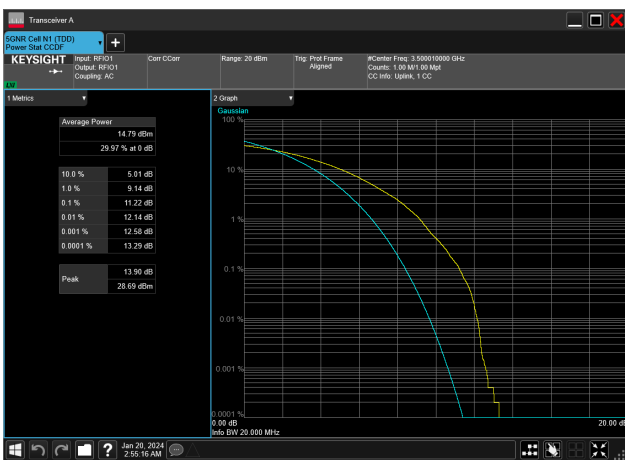 Transceiver A
5GNR Cell N1 (TDD)
Power Stat CCDF
KEYSIGHT
Input: RFIO1
Output: RFIO1
Coupling: AC
Corr CCorr
Range: 20 dBm
Trig: Prot Frame
Aligned
#Center Freq: 3.500010000 GHz
Counts: 1.00 M/1.00 Mpt
CC Info: Uplink, 1 CC
LXI
1 Metrics
Average Power
14.79 dBm
29.97 % at 0 dB
10.0 % 5.01 dB
1.0 % 9.14 dB
0.1 % 11.22 dB
0.01 % 12.14 dB
0.001 % 12.58 dB
0.0001 % 13.29 dB
Peak
13.90 dB
28.69 dBm
2 Graph
Gaussian
100 %
10 %
1 %
0.1 %
0.01 %
0.001 %
0.0001 %
0.00 dB
20.00 dB
Info BW 20.000 MHz
Jan 20, 2024
2:55:16 AM